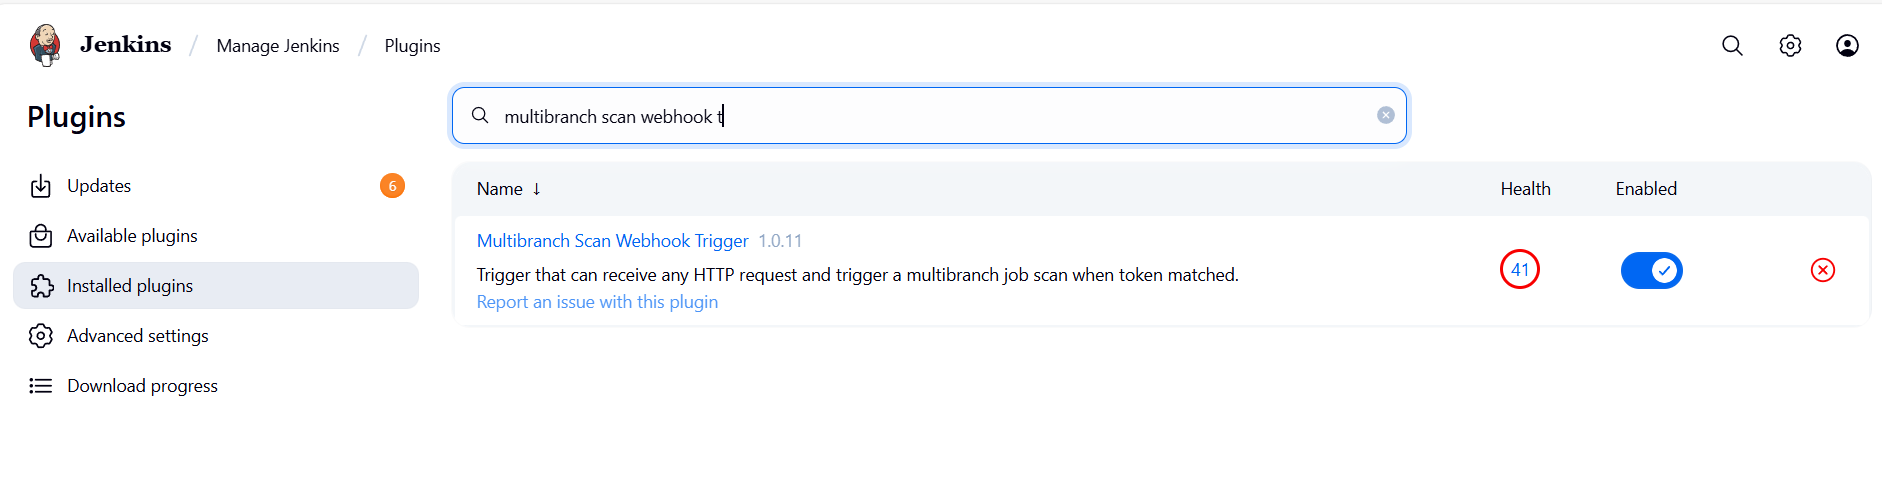 Jenkins / Manage Jenkins / Plugins
Plugins
multibranch scan webhook t
Updates 6
Available plugins
Installed plugins
Advanced settings
Download progress
Name ↓ Health Enabled
Multibranch Scan Webhook Trigger 1.0.11
Trigger that can receive any HTTP request and trigger a multibranch job scan when token matched.
41
Report an issue with this plugin